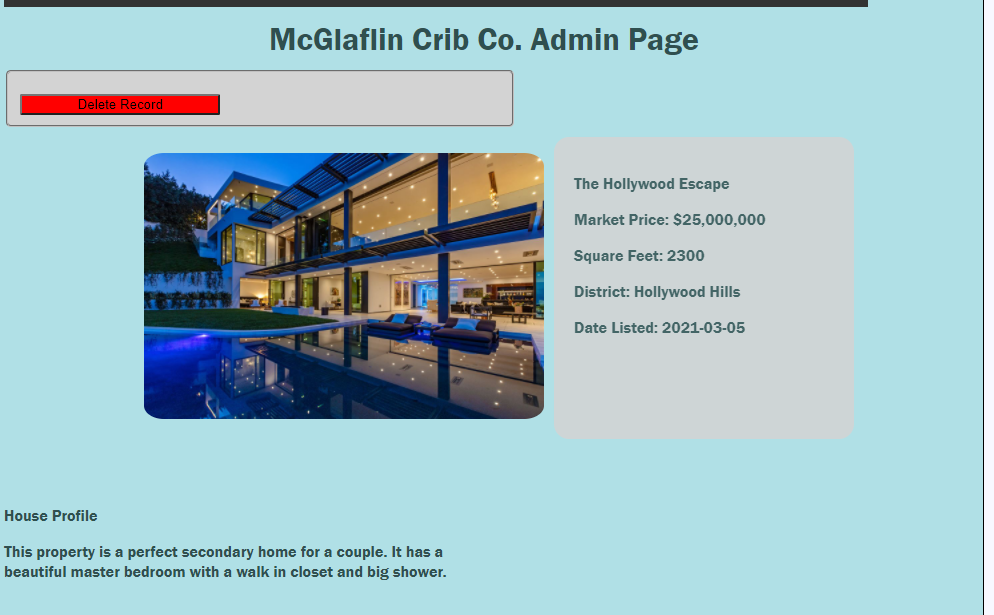 McGlaflin Crib Co. Admin Page
Delete Record
The Hollywood Escape
Market Price: $25,000,000
Square Feet: 2300
District: Hollywood Hills
Date Listed: 2021-03-05
House Profile
This property is a perfect secondary home for a couple. It has a
beautiful master bedroom with a walk in closet and big shower.